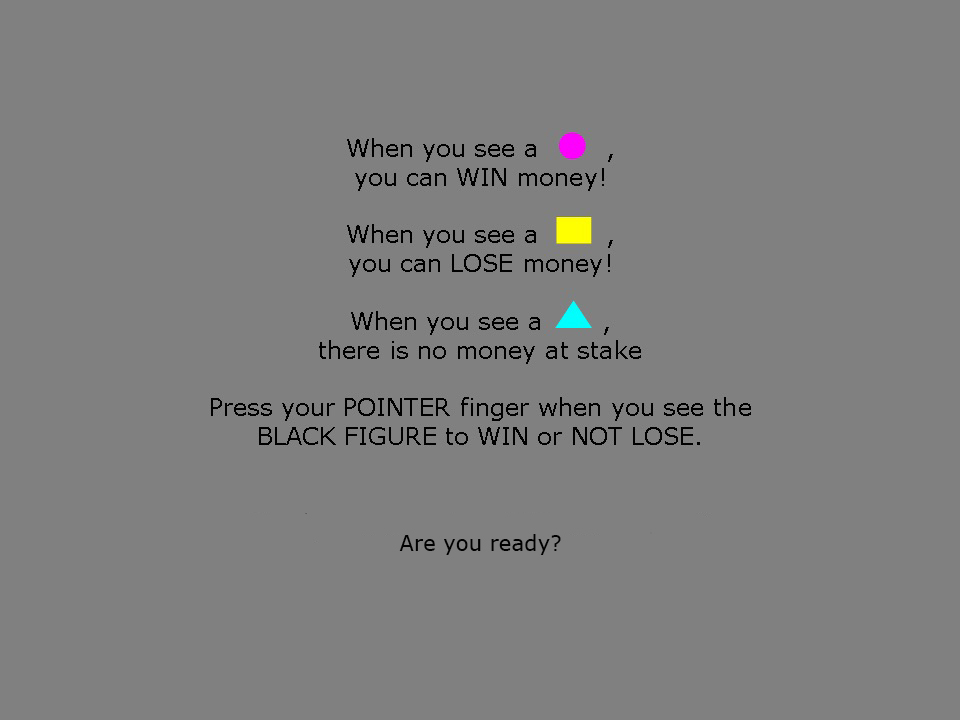 When you see a ,
you can WIN money!
When you see a ,
you can LOSE money!
When you see a ,
there is no money at stake
Press your POINTER finger when you see the
BLACK FIGURE to WIN or NOT LOSE.
Are you ready?